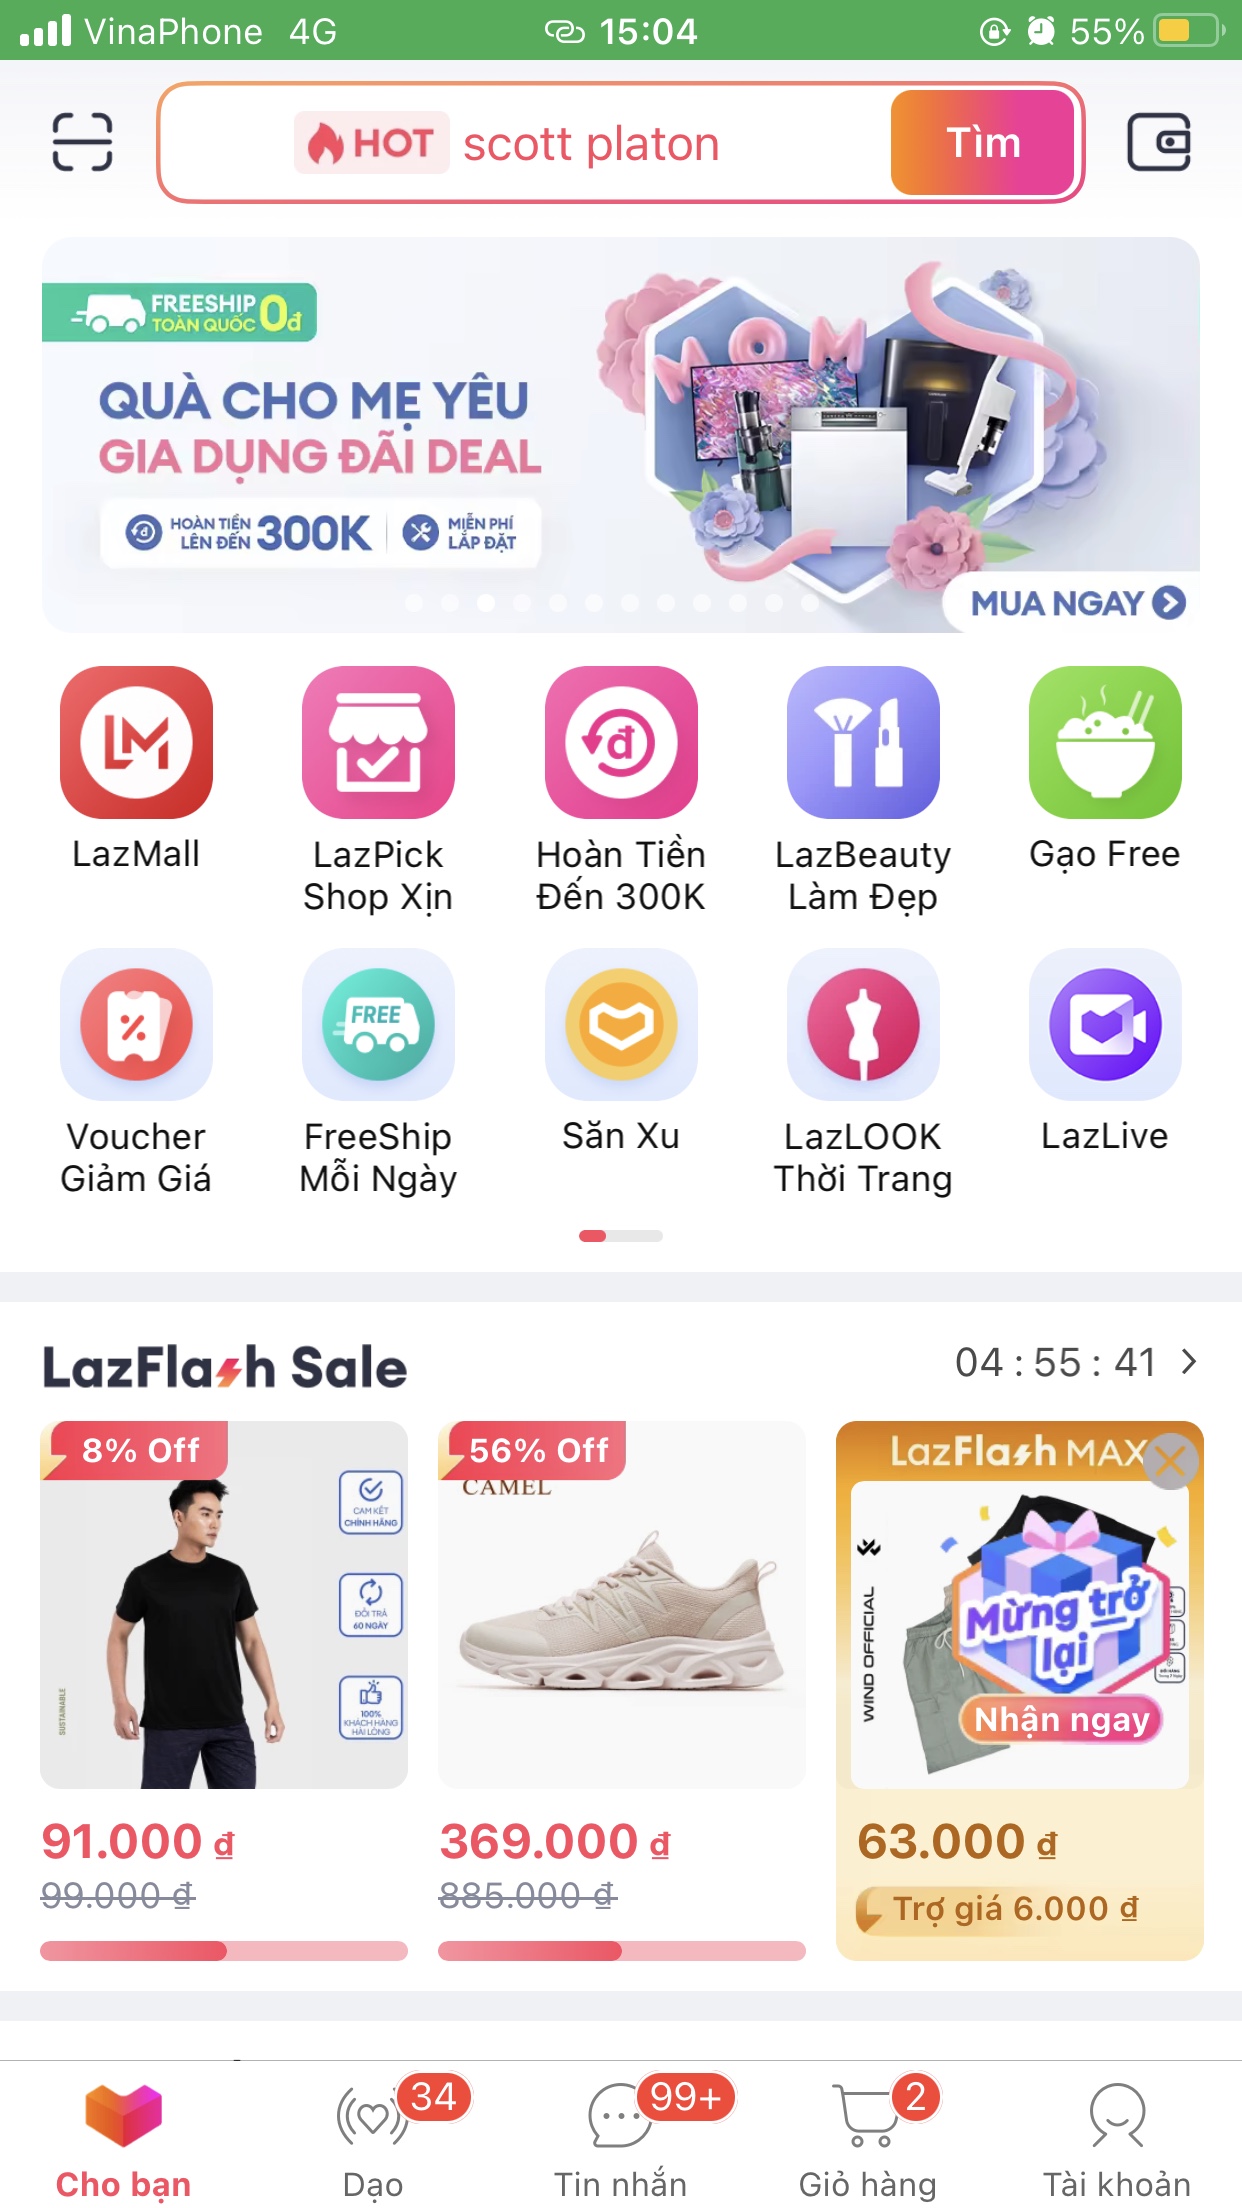 VinaPhone 4G 15:04 55%
HOT scott platon Tìm
FREESHIP
TOÀN QUỐC 0đ
MOM
QUÀ CHO MẸ YÊU
GIA DỤNG ĐÃI DEAL
HOÀN TIỀN
LÊN ĐẾN 300K
MIỄN PHÍ
LẮP ĐẶT
MUA NGAY
LazMall
LazPick
Shop Xịn
Hoàn Tiền
Đến 300K
LazBeauty
Làm Đẹp
Gạo Free
FREE
Voucher
Giảm Giá
FreeShip
Mỗi Ngày
Săn Xu
LazLOOK
Thời Trang
LazLive
LazFlash Sale 04 : 55 : 41
8% Off
CAM KẾT
CHÍNH HÃNG
ĐỔI TRẢ
60 NGÀY
100%
KHÁCH HÀNG
HÀI LÒNG
SUSTAINABLE
91.000 ₫
99.000 ₫
56% Off
CAMEL
369.000 ₫
885.000 ₫
LazFlash MAX
WIND OFFICIAL
Mừng trở
lại
Nhận ngay
63.000 ₫
Trợ giá 6.000 ₫
34 99+ 2
Cho bạn Dạo Tin nhắn Giỏ hàng Tài khoản